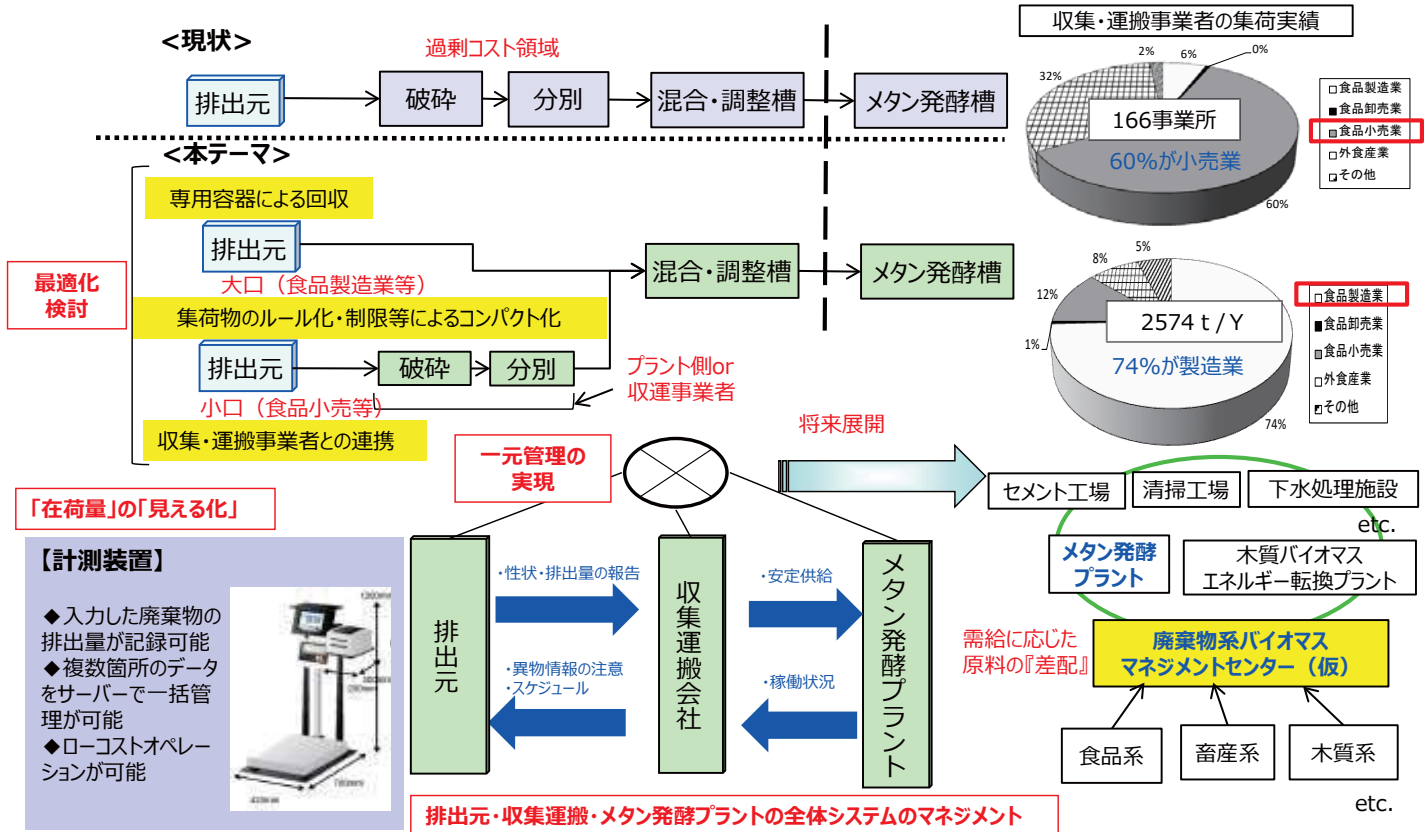 <現状>
過剰コスト領域
排出元
破砕
分別
混合・調整槽
メタン発酵槽
<本テーマ>
専用容器による回収
排出元
大口（食品製造業等）
混合・調整槽
メタン発酵槽
最適化
検討
集荷物のルール化・制限等によるコンパクト化
排出元
破砕
分別
小口（食品小売等）
プラント側or
収運事業者
収集・運搬事業者との連携
収集・運搬事業者の集荷実績
2%
6%
0%
32%
166事業所
60%が小売業
60%
□食品製造業
■食品卸売業
□食品小売業
□外食産業
□その他
5%
8%
12%
1%
2574 t / Y
74%が製造業
74%
□食品製造業
■食品卸売業
□食品小売業
□外食産業
□その他
一元管理の
実現
将来展開
「在荷量」の「見える化」
【計測装置】
◆入力した廃棄物の
排出量が記録可能
◆複数箇所のデータ
をサーバーで一括管
理が可能
◆ローコストオペレー
ションが可能
排出元
・性状・排出量の報告
・異物情報の注意
・スケジュール
収集運搬会社
・安定供給
・稼働状況
メタン発酵プラント
排出元・収集運搬・メタン発酵プラントの全体システムのマネジメント
セメント工場
清掃工場
下水処理施設
etc.
メタン発酵
プラント
木質バイオマス
エネルギー転換プラント
需給に応じた
原料の『差配』
廃棄物系バイオマス
マネジメントセンター（仮）
食品系
畜産系
木質系
etc.